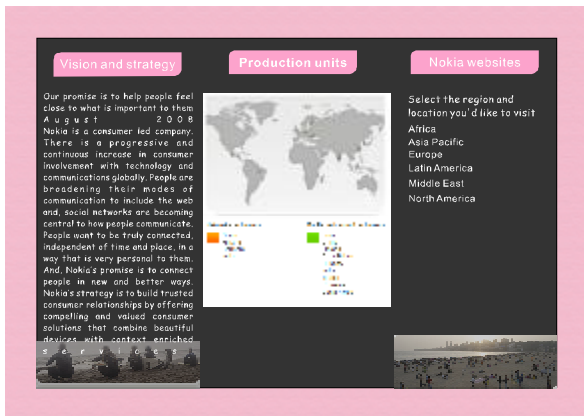 Vision and strategy
Our promise is to help people feel
close to what is important to them
August 2008
Nokia is a consumer led company.
There is a progressive and
continuous increase in consumer
involvement with technology and
communications globally. People are
broadening their modes of
communication to include the web
and, social networks are becoming
central to how people communicate.
People want to be truly connected,
independent of time and place, in a
way that is very personal to them.
And, Nokia's promise is to connect
people in new and better ways.
Nokia's strategy is to build trusted
consumer relationships by offering
compelling and valued consumer
solutions that combine beautiful
devices with context enriched
services.
Production units
Nokia websites
Select the region and
location you'd like to visit
Africa
Asia Pacific
Europe
Latin America
Middle East
North America